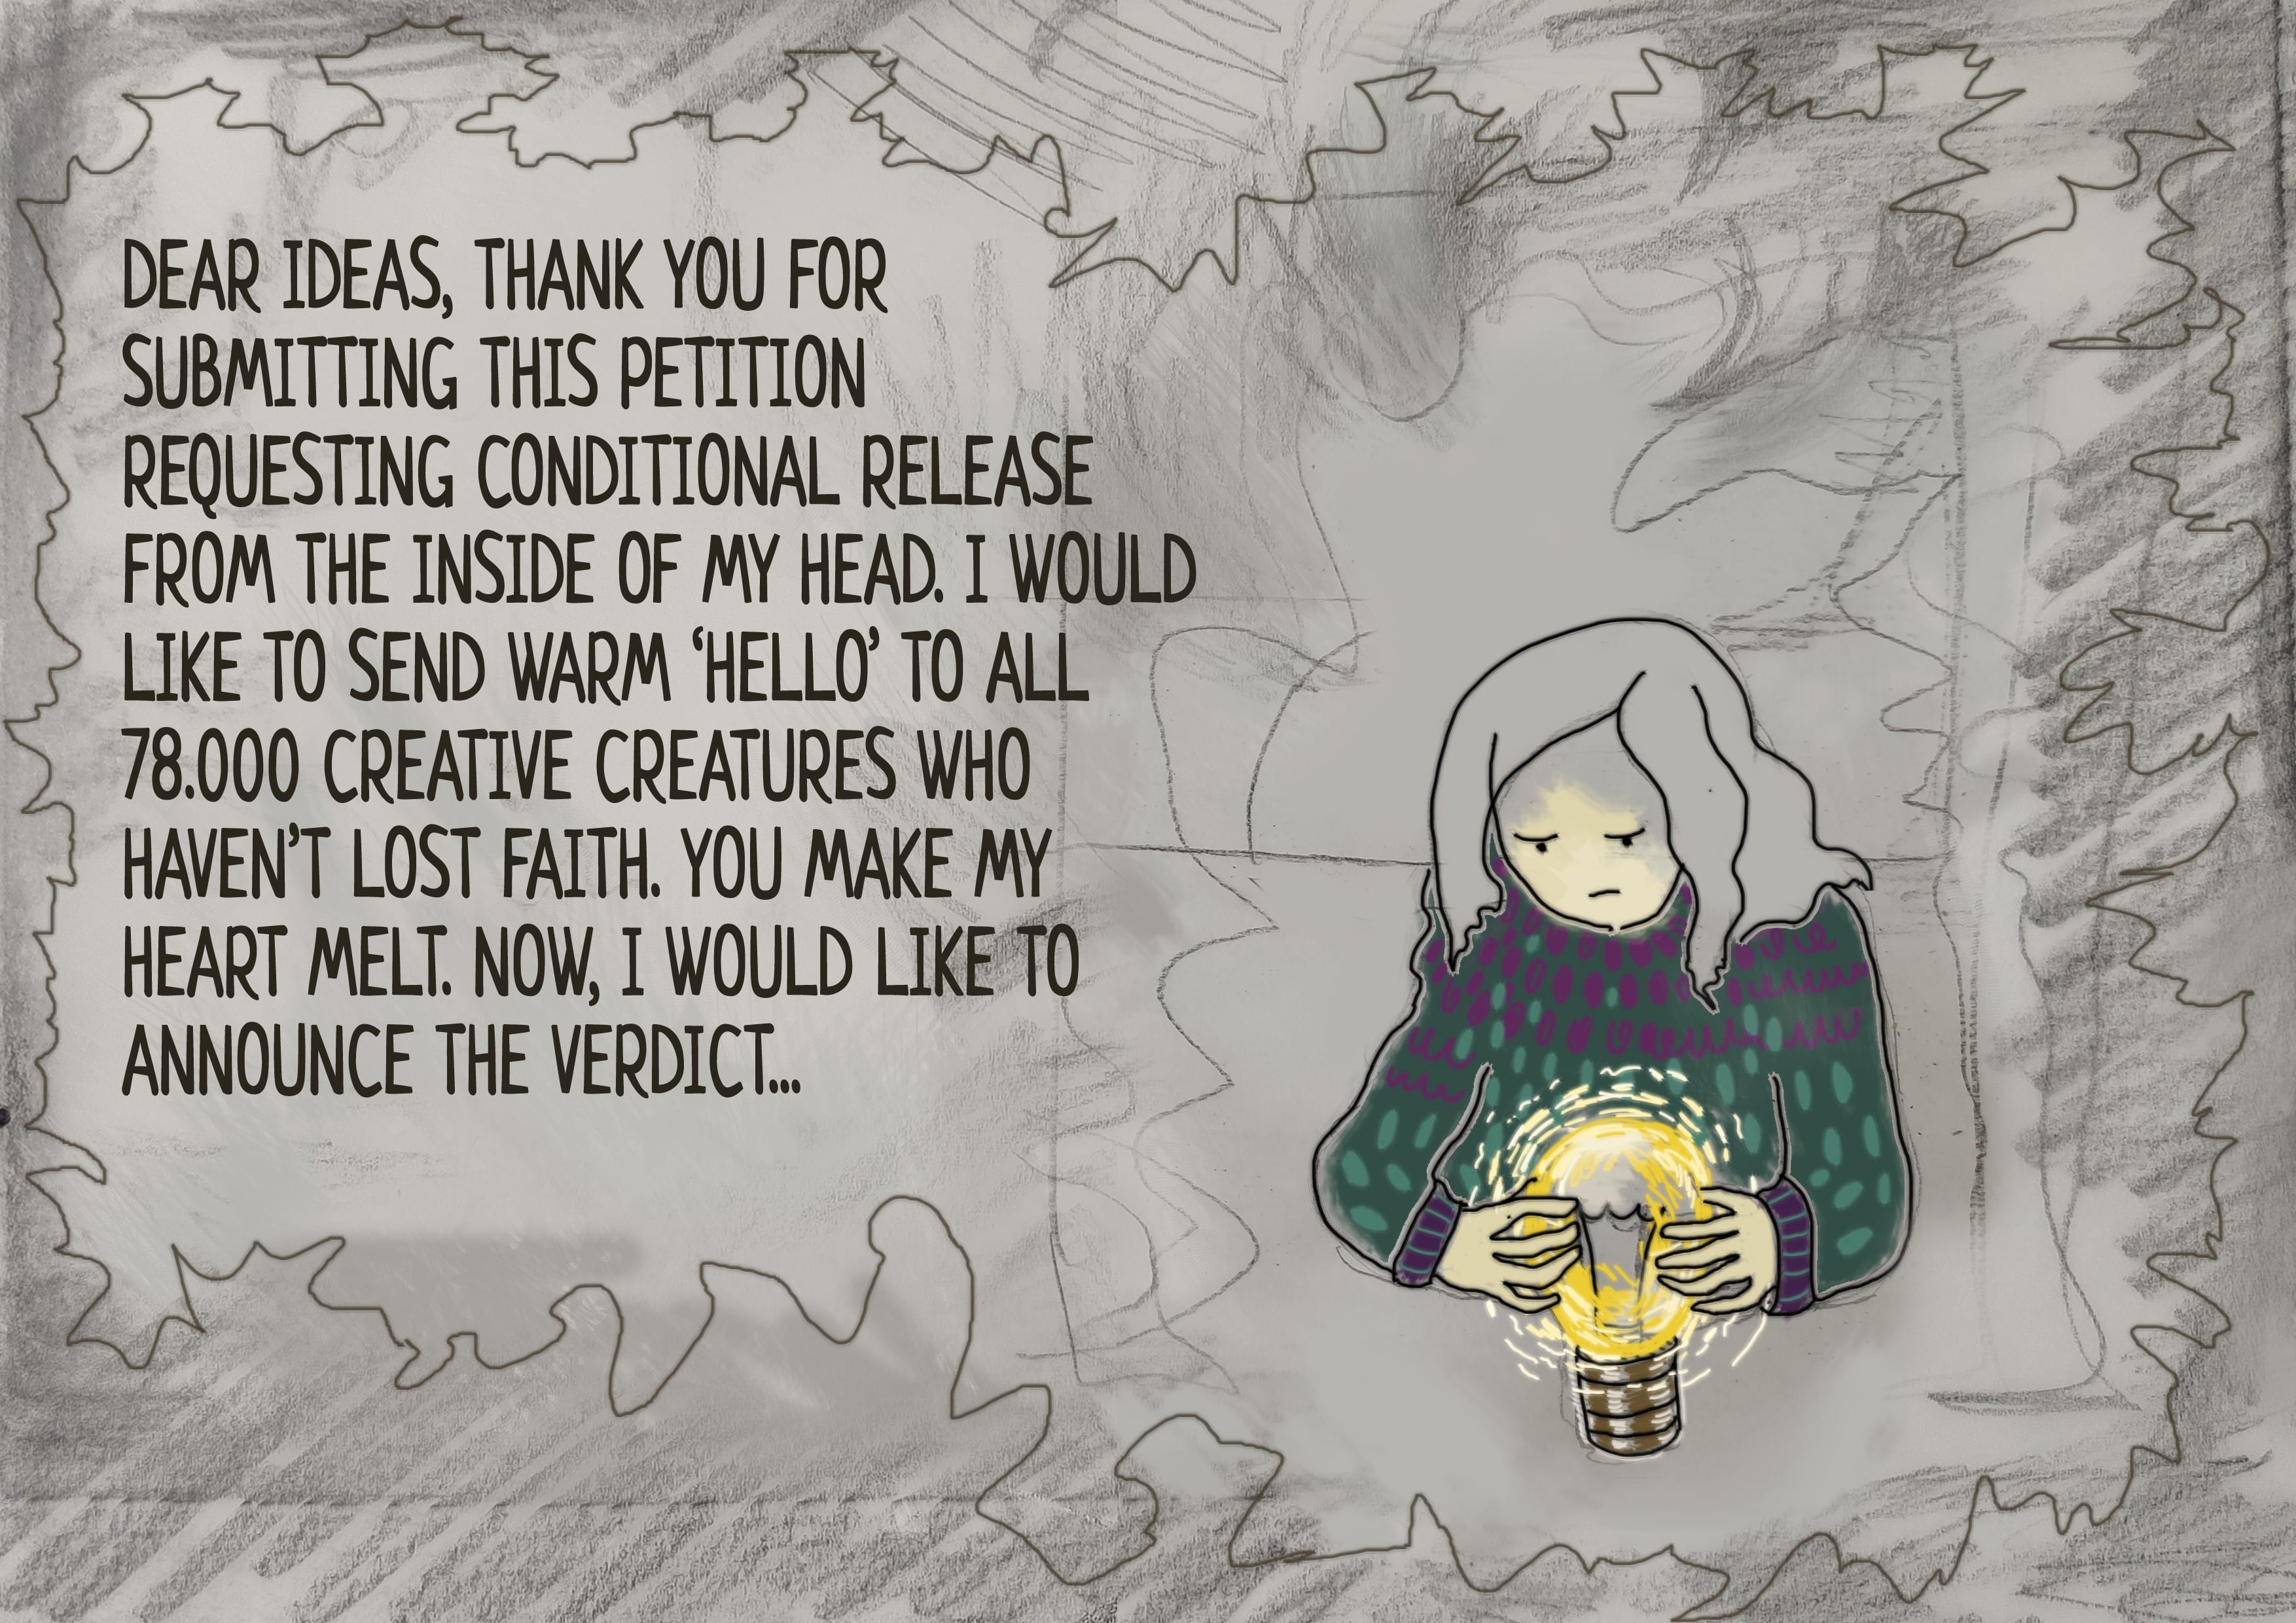 DEAR IDEAS, THANK YOU FOR
SUBMITTING THIS PETITION
REQUESTING CONDITIONAL RELEASE
FROM THE INSIDE OF MY HEAD. I WOULD
LIKE TO SEND WARM ‘HELLO’ TO ALL
78.000 CREATIVE CREATURES WHO
HAVEN’T LOST FAITH. YOU MAKE MY
HEART MELT. NOW, I WOULD LIKE TO
ANNOUNCE THE VERDICT...